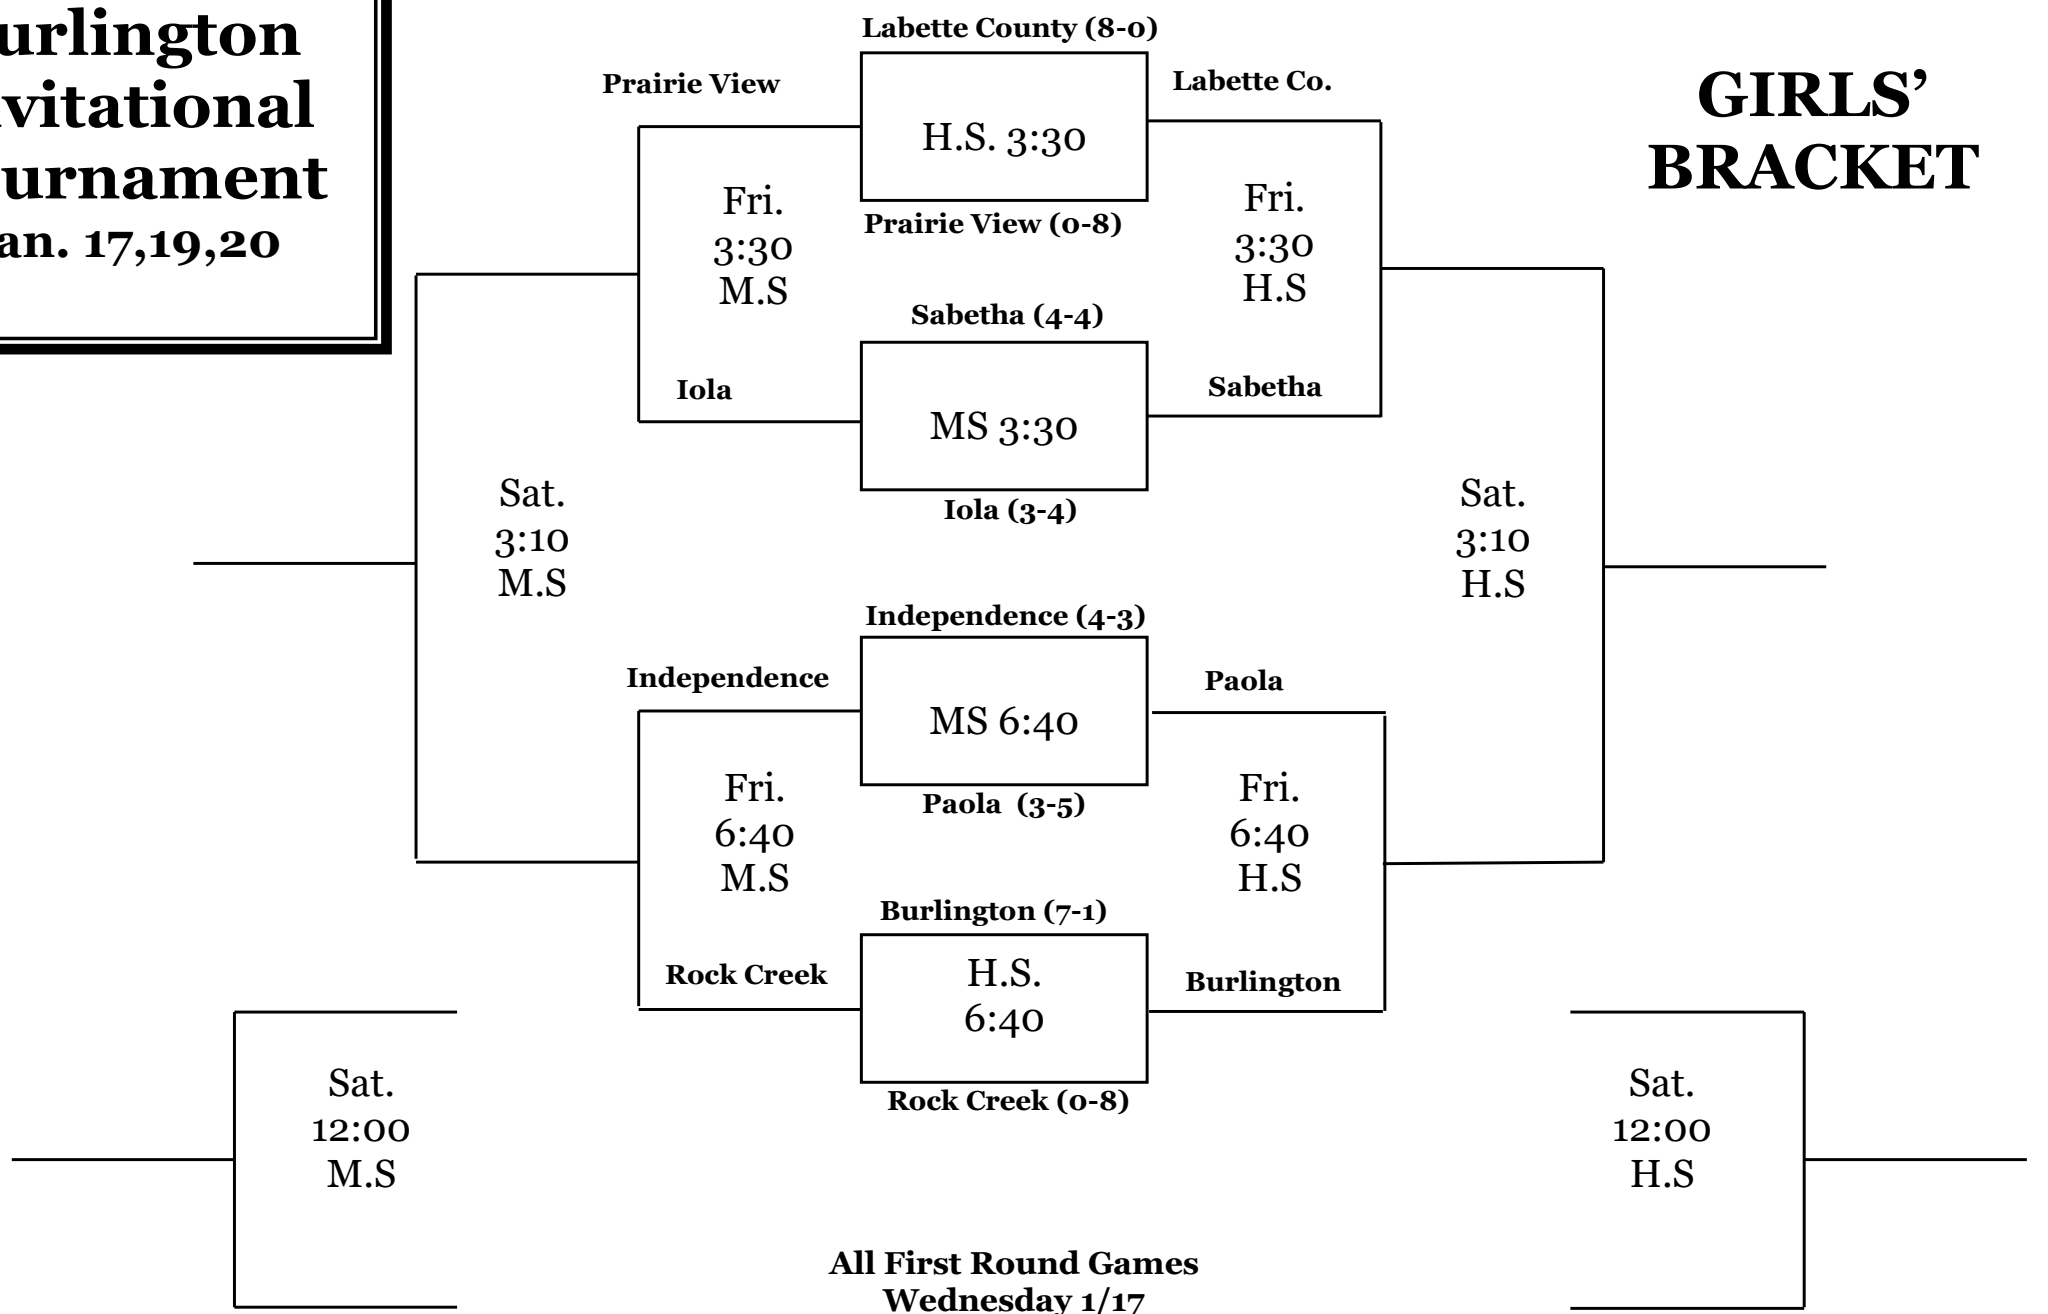 urlington
vitational
urnament
an. 17,19,20
GIRLS’
BRACKET
Labette County (8-0)
Prairie View
Labette Co.
H.S. 3:30
Prairie View (0-8)
Fri.
3:30
M.S
Fri.
3:30
H.S
Sabetha (4-4)
Iola
Sabetha
MS 3:30
Iola (3-4)
Sat.
3:10
M.S
Sat.
3:10
H.S
Independence (4-3)
Independence
Paola
MS 6:40
Paola  (3-5)
Fri.
6:40
M.S
Fri.
6:40
H.S
Burlington (7-1)
Rock Creek
Burlington
H.S.
6:40
Rock Creek (0-8)
Sat.
12:00
M.S
Sat.
12:00
H.S
All First Round Games
Wednesday 1/17